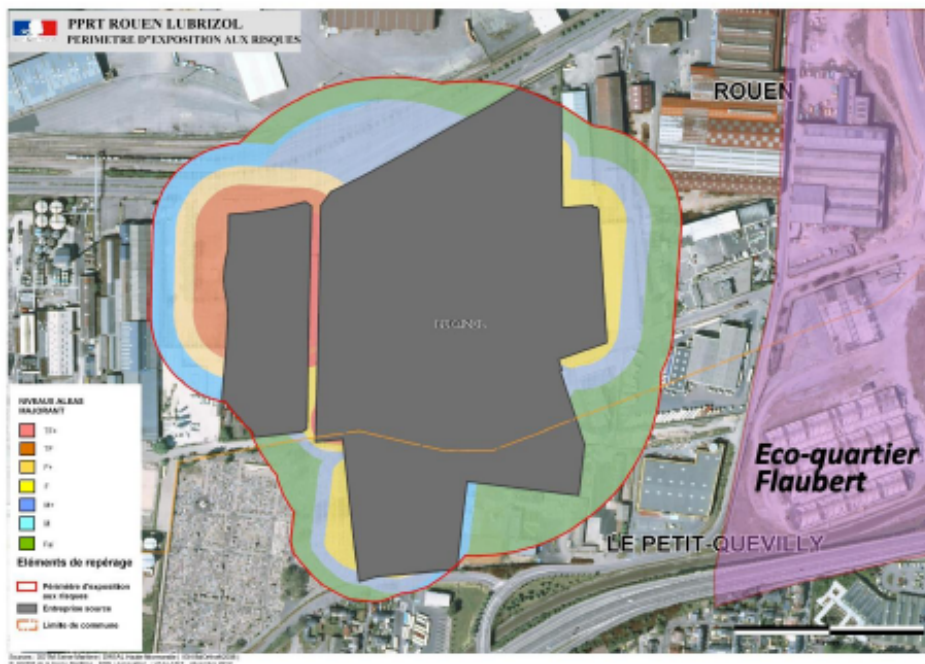 PPRT ROUEN LUBRIZOL
PERIMETRE D'EXPOSITION AUX RISQUES
ROUEN
NIVEAUX ALEAS
MAJORANT
TF+
TF
F+
F
M+
M
Fai
Eco-quartier
Flaubert
LE PETIT-QUEVILLY
Eléments de repérage
Périmètre d'exposition
aux risques
Entreprise source
Limite de commune